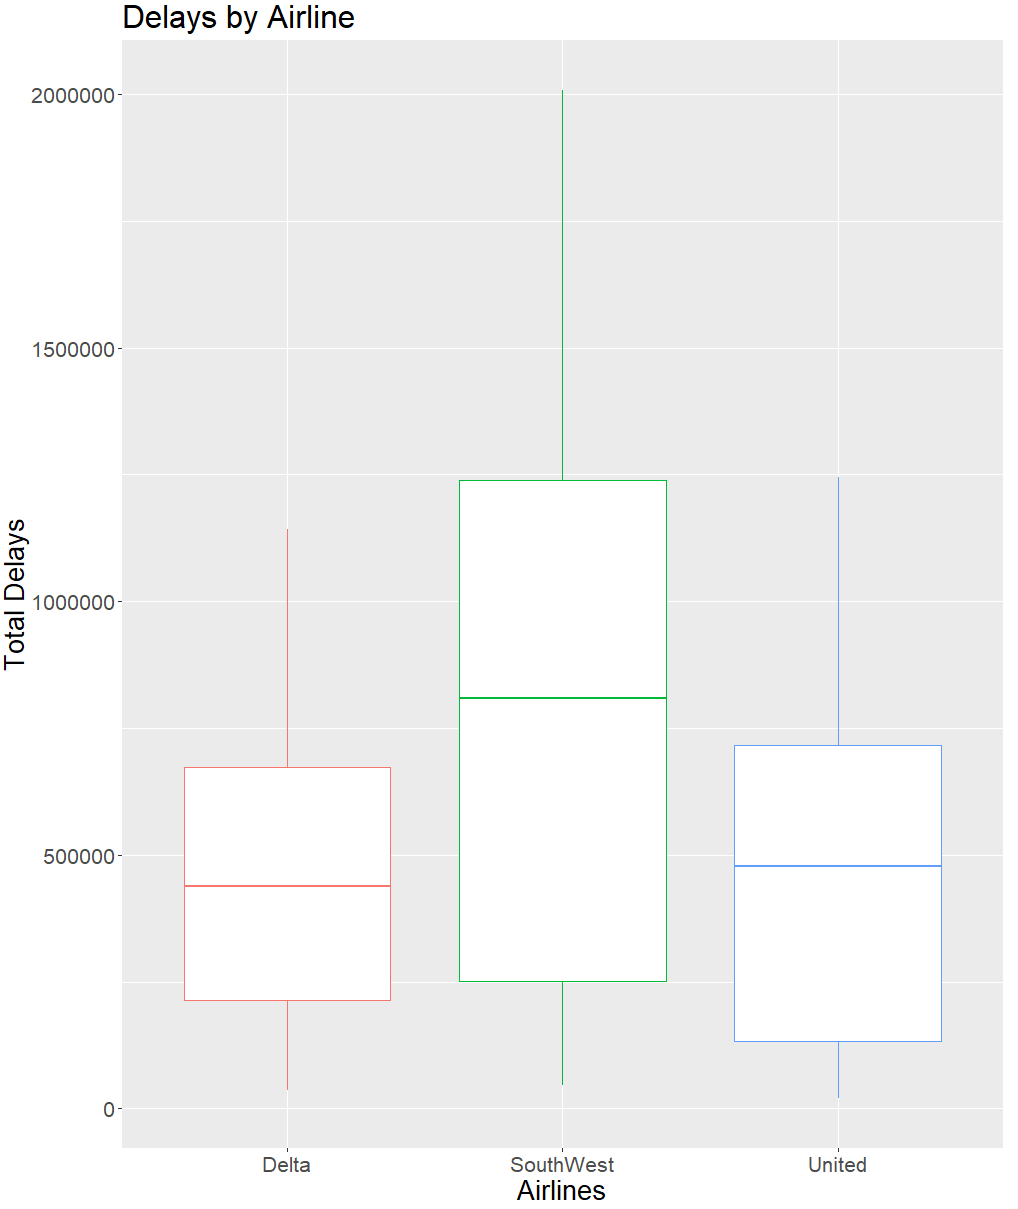 Delays by Airline
2000000
1500000
1000000
500000
0
Total Delays
Delta SouthWest United
Airlines